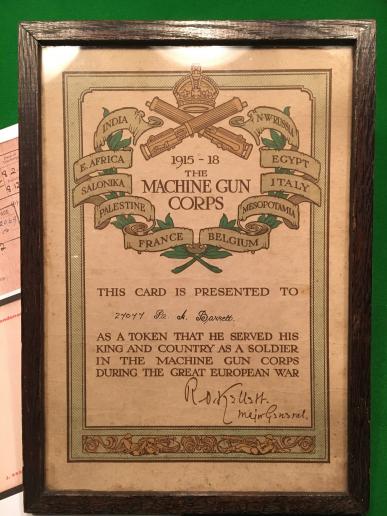 INDIA
N·W·RUSSIA
E. AFRICA
EGYPT
SALONIKA
ITALY
PALESTINE
MESOPOTAMIA
FRANCE
BELGIUM
1915 - 18
THE
MACHINE GUN
CORPS
THIS CARD IS PRESENTED TO
A. Barrett.
AS A TOKEN THAT HE SERVED HIS
KING AND COUNTRY AS A SOLDIER
IN THE MACHINE GUN CORPS
DURING THE GREAT EUROPEAN WAR
Major General.